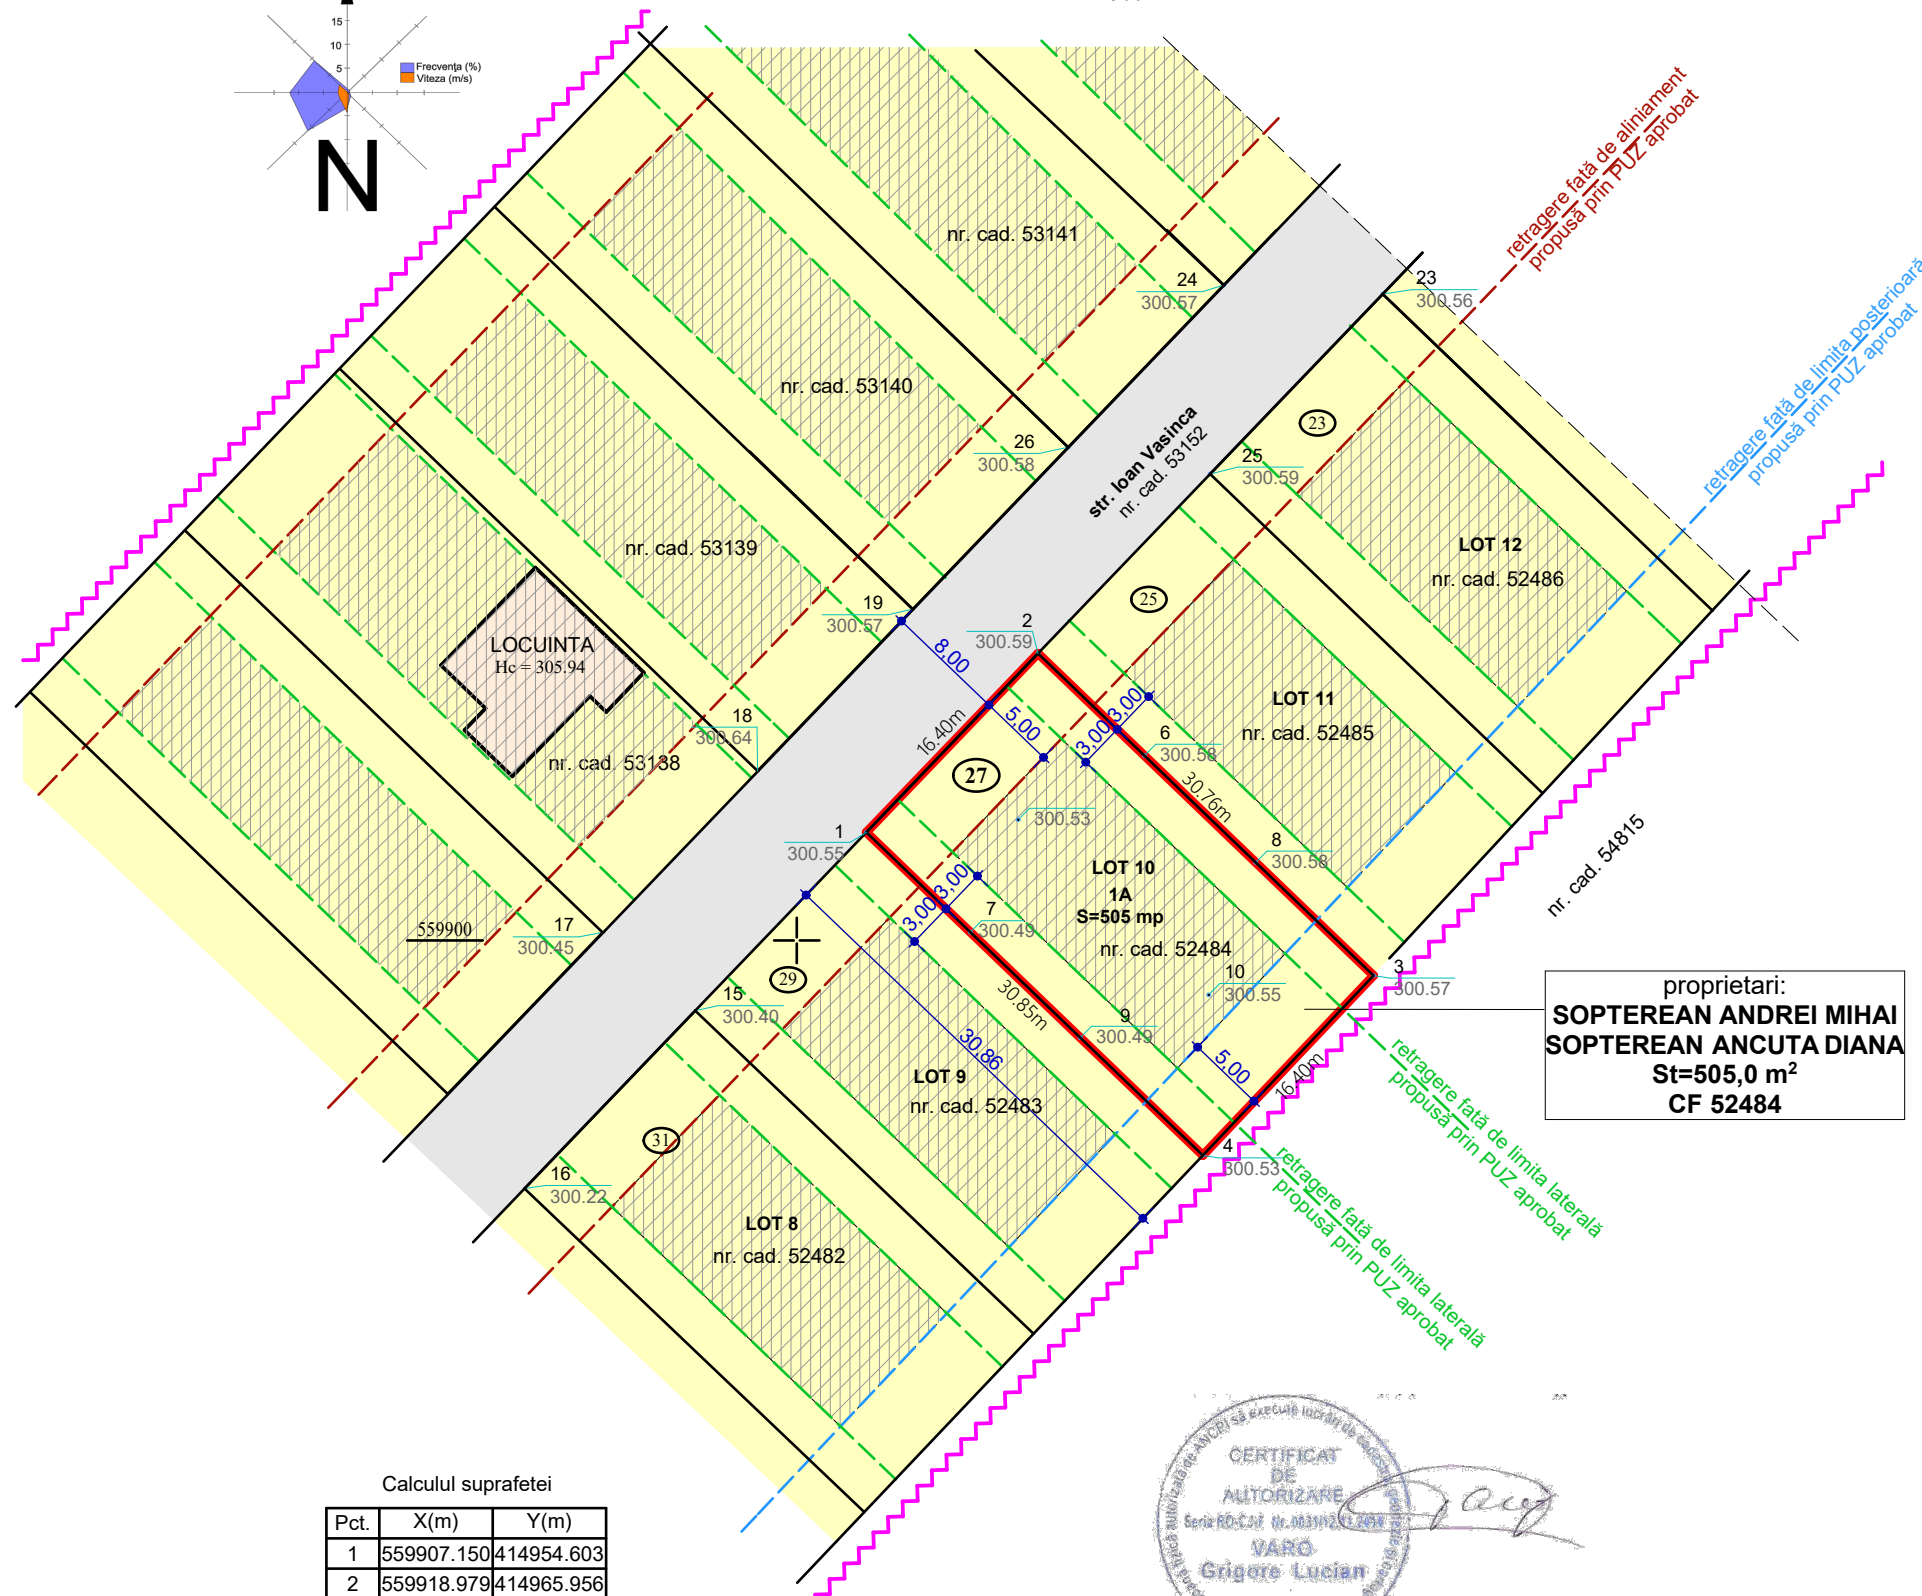 15
10
5
Frecvența (%)
Viteza (m/s)
N
retragere față de aliniament
propusă prin PUZ aprobat
retragere față de limita posterioară
propusă prin PUZ aprobat
nr. cad. 53141
24
300.57
23
300.56
nr. cad. 53140
26
300.58
str. Ioan Vasinca
nr. cad. 53152
23
25
300.59
LOT 12
nr. cad. 52486
nr. cad. 53139
19
300.57
2
300.59
25
LOCUINTA
Hc = 305.94
8,00
18
300.64
nr. cad. 53138
16.40m
5,00
3,00
3,00
LOT 11
nr. cad. 52485
6
300.58
27
30.76m
300.53
1
300.55
8
300.58
nr. cad. 54815
LOT 10
1A
S=505 mp
nr. cad. 52484
3,00
3,00
7
300.49
559900
17
300.45
29
15
300.40
30.85m
10
300.55
3
300.57
9
300.49
30,86
5,00
16.40m
proprietari:
SOPTEREAN ANDREI MIHAI
SOPTEREAN ANCUTA DIANA
St=505,0 m²
CF 52484
LOT 9
nr. cad. 52483
31
4
300.53
16
300.22
LOT 8
nr. cad. 52482
retragere față de limita laterală
propusă prin PUZ aprobat
retragere față de limita laterală
propusă prin PUZ aprobat
CERTIFICAT
DE
AUTORIZARE
VARO
Grigore Lucian
Calculul suprafetei
Pct. X(m) Y(m)
1 559907.150 414954.603
2 559918.979 414965.956